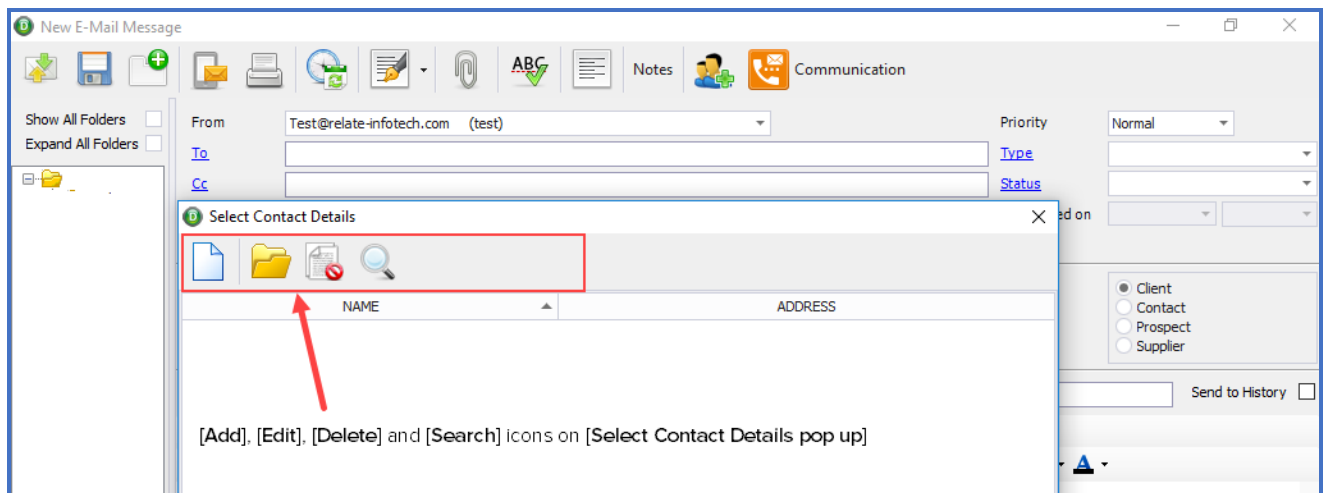 New E-Mail Message
ABC
Notes
Communication
Show All Folders
Expand All Folders
From
Test@relate-infotech.com (test)
Priority
Normal
To
Type
Cc
Status
Select Contact Details
ed on
NAME
ADDRESS
Client
Contact
Prospect
Supplier
Send to History
[Add], [Edit], [Delete] and [Search] icons on [Select Contact Details pop up]
A